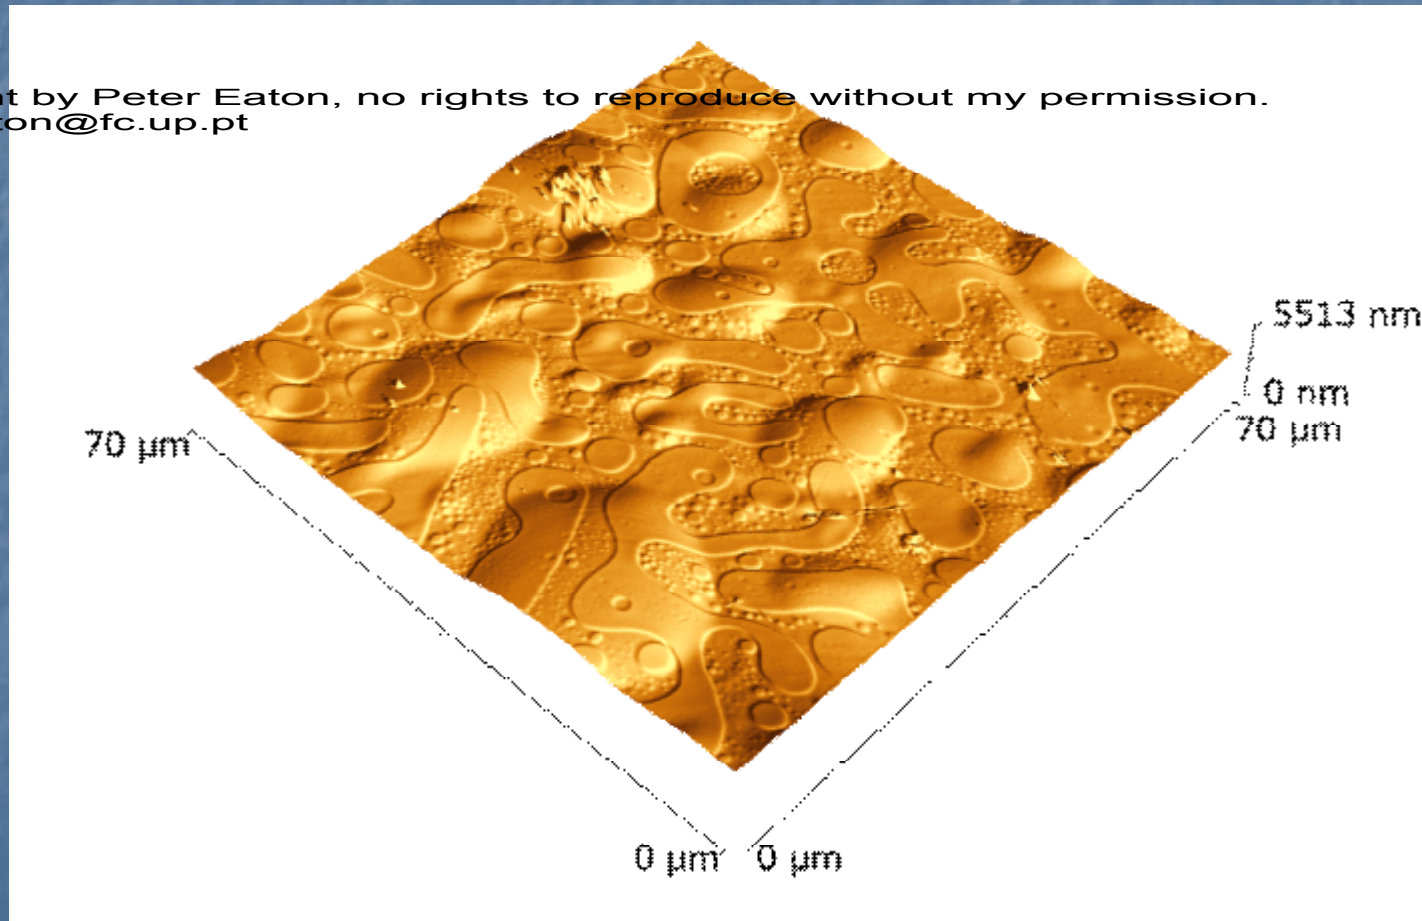 t by Peter Eaton, no rights to reproduce without my permission.
ton@fc.up.pt
5513 nm
0 nm
70 µm
70 µm
0 µm
0 µm